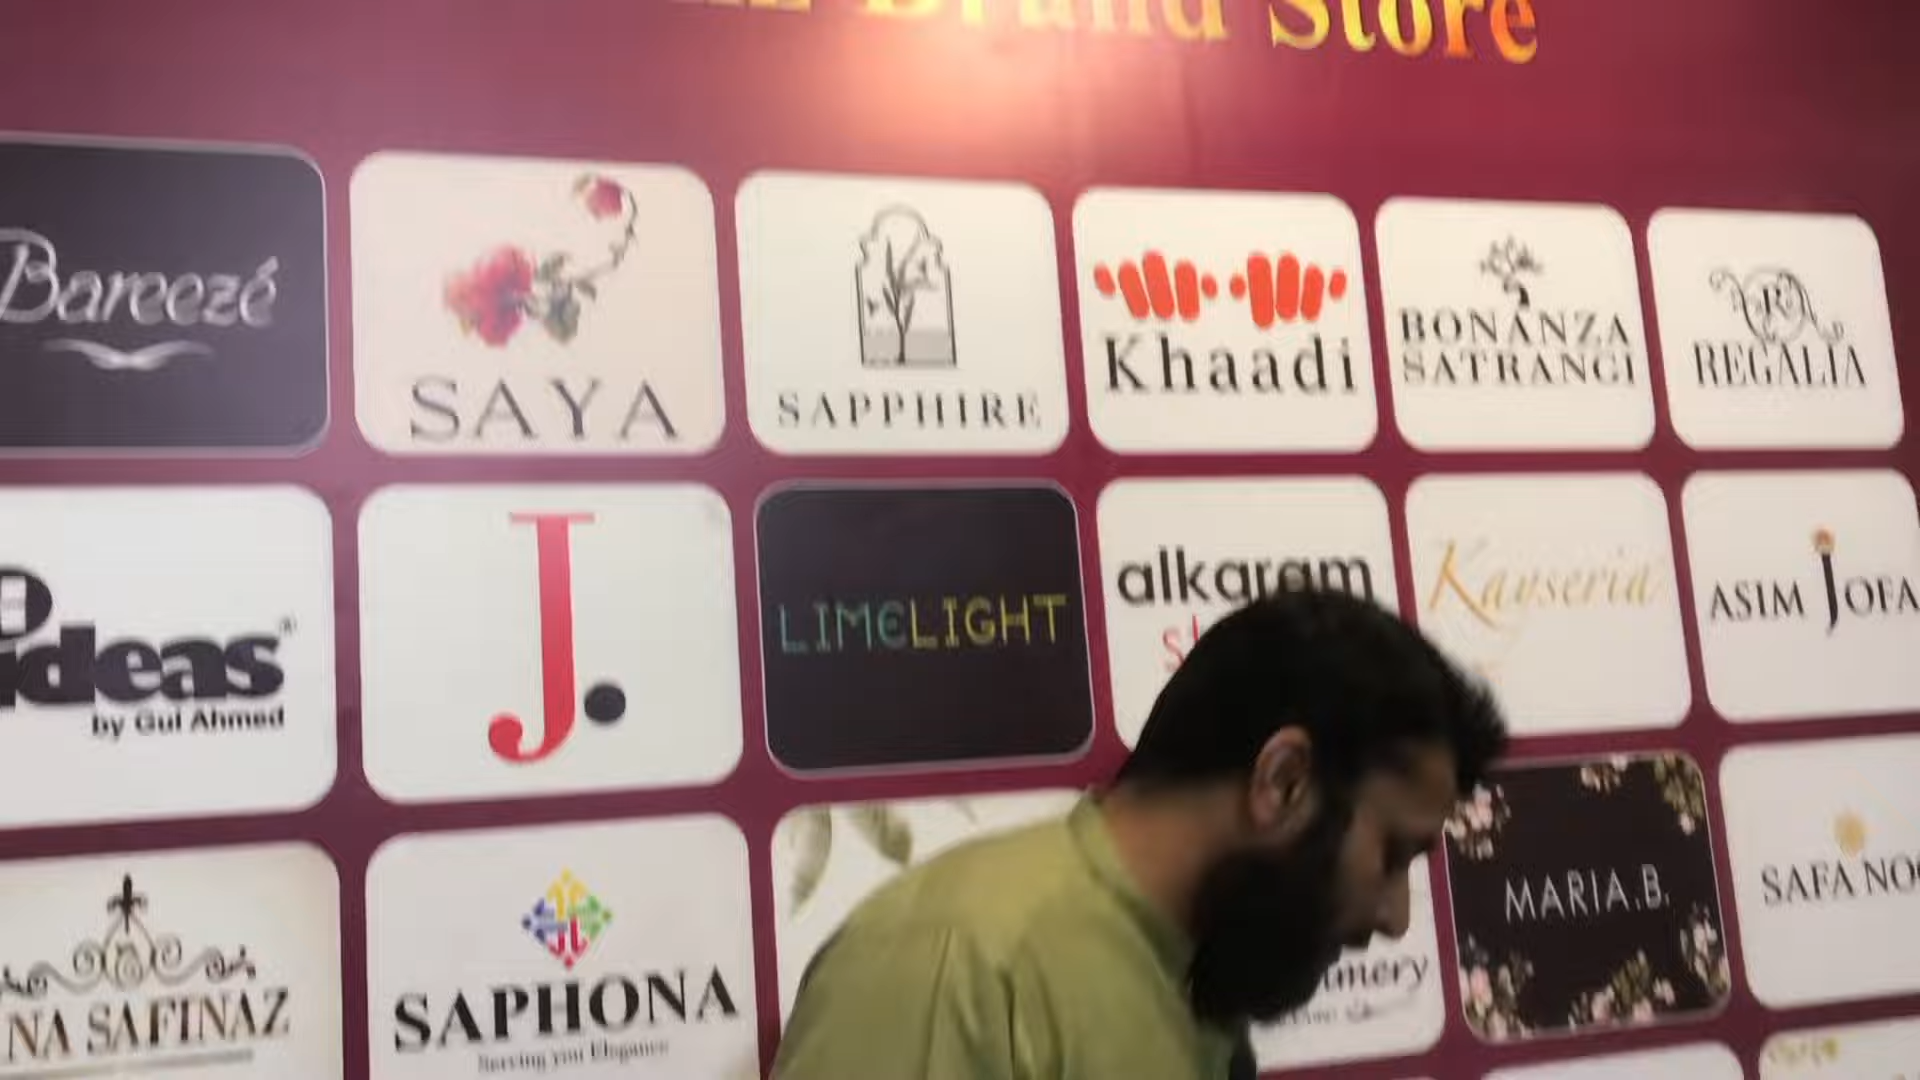 Brand Store
Bareezé
SAYA
SAPPHIRE
Khaadi
BONANZA
SATRANGI
R
REGALIA
ideas®
by Gul Ahmed
J.
LIMELIGHT
alkaram
Kayseria
ASIM JOFA
NA SAFINAZ
SAPHONA
Serving you Elegance
MARIA.B.
SAFA